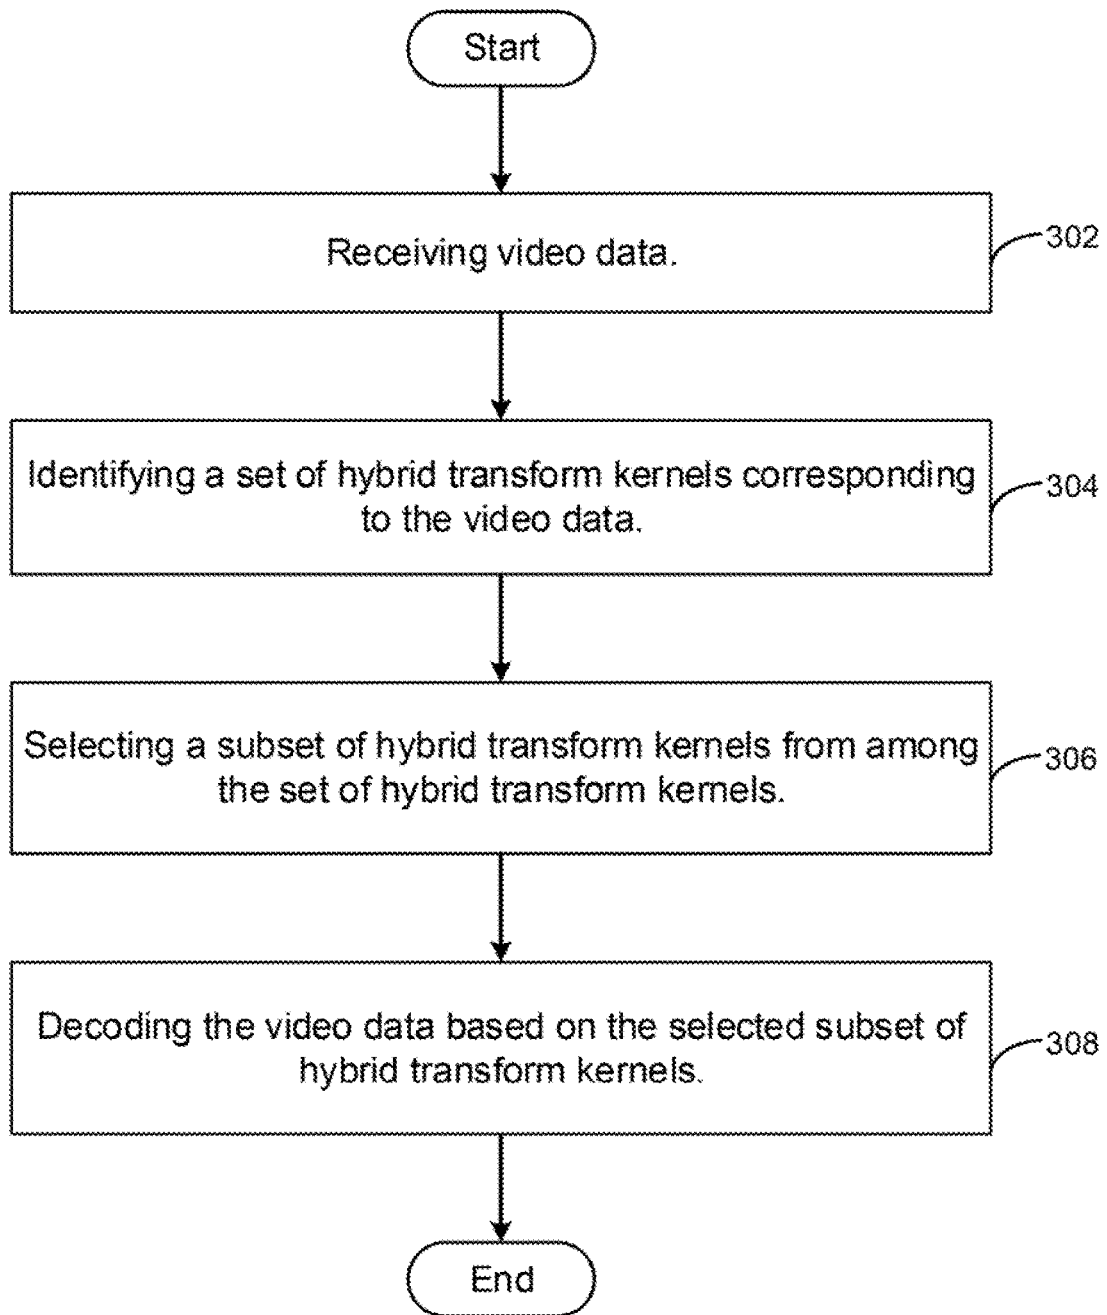 Start
Receiving video data.
302
Identifying a set of hybrid transform kernels corresponding
to the video data.
304
Selecting a subset of hybrid transform kernels from among
the set of hybrid transform kernels.
306
Decoding the video data based on the selected subset of
hybrid transform kernels.
308
End